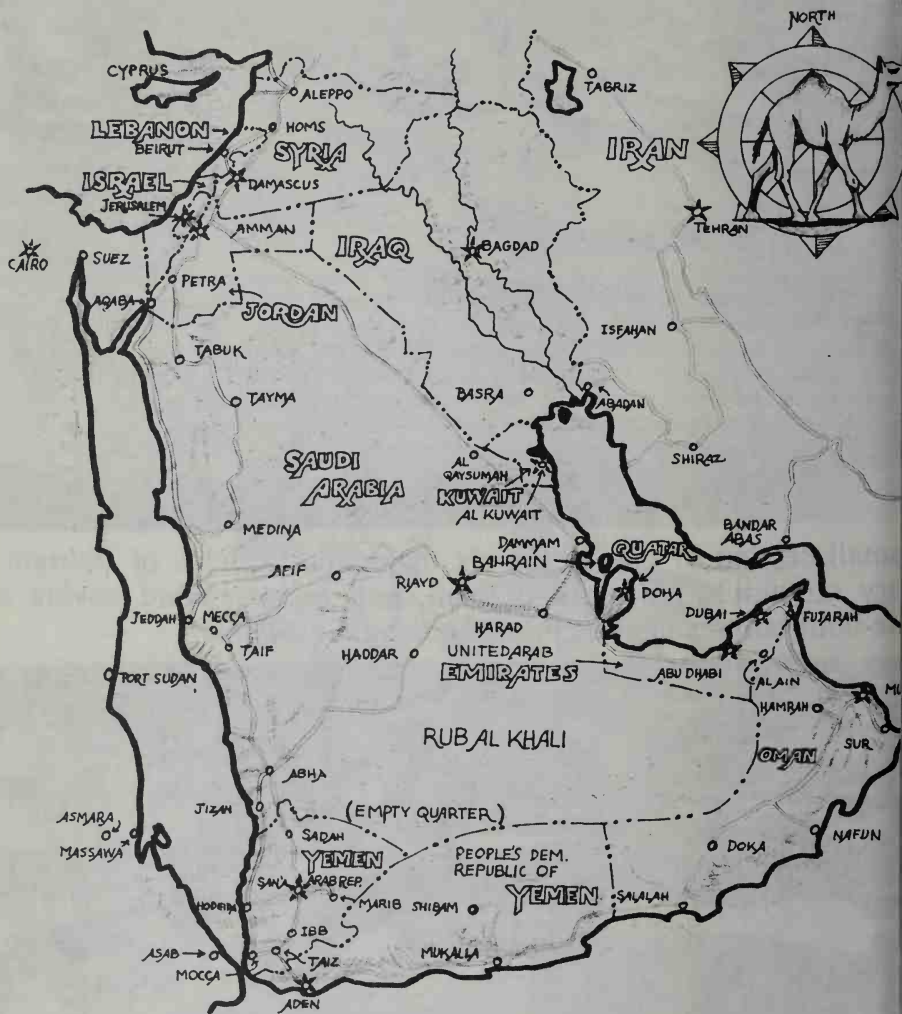 NORTH
CYPRUS
ALEPPO
TABRIZ
LEBANON
HOMS
BEIRUT
SYRIA
IRAN
ISRAEL
DAMASCUS
JERUSALEM
TEHRAN
AMMAN
IRAQ
BAGDAD
CAIRO
SUEZ
PETRA
AQABA
JORDAN
ISFAHAN
TABUK
TAYMA
BASRA
ABADAN
SAUDI
ARABIA
AL
QAYSUMAH
SHIRAZ
KUWAIT
AL KUWAIT
MEDINA
DAMMAM
BANDAR
ABAS
QUATAR
BAHRAIN
AFIF
RIAYD
DOHA
JEDDAH
MECCA
HARAD
DUBAI
FUJARAH
TAIF
HADDAR
UNITED ARAB
EMIRATES
ABU DHABI
AL AIN
PORT SUDAN
HAMRAH
MU
RUB AL KHALI
SUR
OMAN
ABHA
JIZAH
(EMPTY QUARTER)
ASMARA
MASSAWA
SADAH
YEMEN
ARAB REP.
PEOPLE'S DEM.
REPUBLIC OF
YEMEN
DOKA
NAFUN
SAN'A
MARIB
SHIBAM
SALALAH
HODEIDA
IBB
ASAB
TAIZ
MUKALLA
MOCCA
ADEN